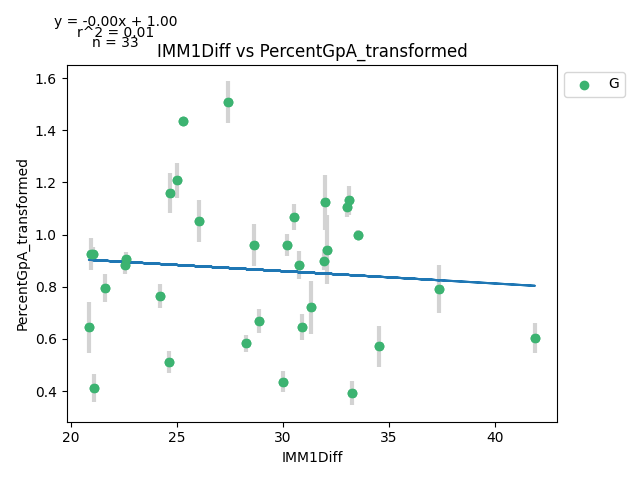 y = -0.00x + 1.00
r^2 = 0.01
n = 33
IMM1Diff vs PercentGpA_transformed
G
1.6
1.4
1.2
1.0
0.8
0.6
0.4
PercentGpA_transformed
20 25 30 35 40
IMM1Diff